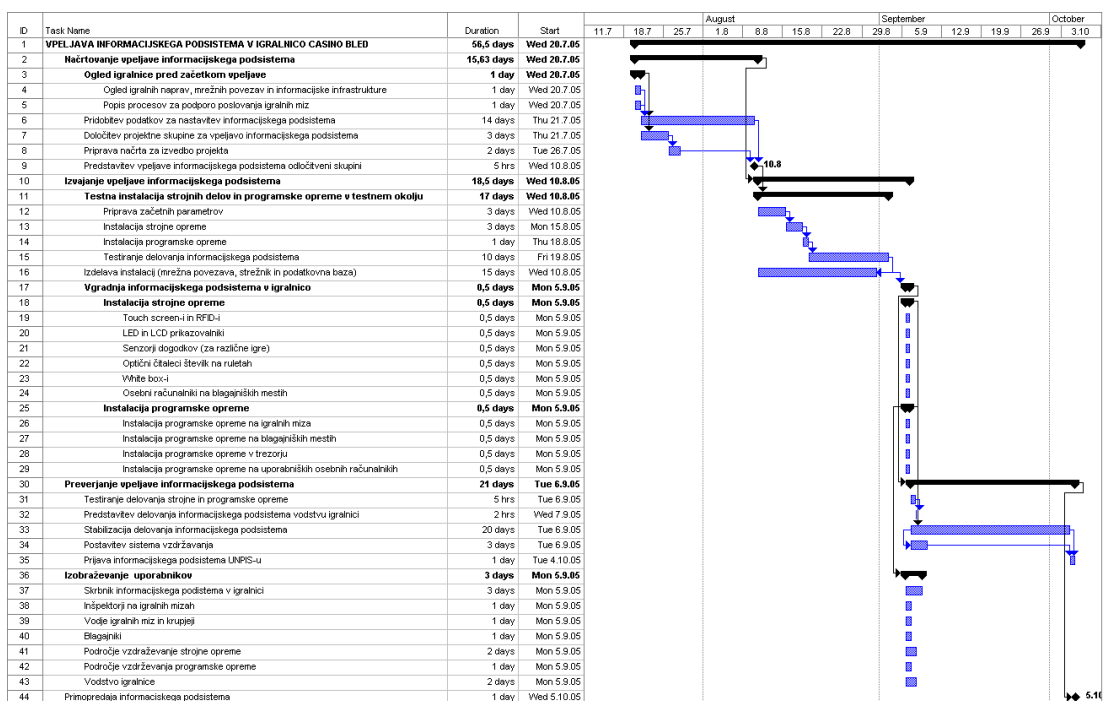 August September October
ID Task Name Duration Start 11.7 18.7 25.7 1.8 8.8 15.8 22.8 29.8 5.9 12.9 19.9 26.9 3.10
1 VPELJAVA INFORMACIJSKEGA PODSISTEMA V IGRALNICO CASINO BLED 56,5 days Wed 20.7.05
2 Načrtovanje vpeljave informacijskega podsistema 15,63 days Wed 20.7.05
3 Ogled igralnice pred začetkom vpeljave 1 day Wed 20.7.05
4 Ogled igralnih naprav, mrežnih povezav in informacijske infrastrukture 1 day Wed 20.7.05
5 Popis procesov za podporo poslovanja igralnih miz 1 day Wed 20.7.05
6 Pridobitev podatkov za nastavitev informacijskega podsistema 14 days Thu 21.7.05
7 Določitev projektne skupine za vpeljavo informacijskega podsistema 3 days Thu 21.7.05
8 Priprava načrta za izvedbo projekta 2 days Tue 26.7.05
9 Predstavitev vpeljave informacijskega podsistema odločitveni skupini 5 hrs Wed 10.8.05 10.8
10 Izvajanje vpeljave informacijskega podsistema 18,5 days Wed 10.8.05
11 Testna instalacija strojnih delov in programske opreme v testnem okolju 17 days Wed 10.8.05
12 Priprava začetnih parametrov 3 days Wed 10.8.05
13 Instalacija strojne opreme 3 days Mon 15.8.05
14 Instalacija programske opreme 1 day Thu 18.8.05
15 Testiranje delovanja informacijskega podsistema 10 days Fri 19.8.05
16 Izdelava instalacij (mrežna povezava, strežnik in podatkovna baza) 15 days Wed 10.8.05
17 Vgradnja informacijskega podsistema v igralnico 0,5 days Mon 5.9.05
18 Instalacija strojne opreme 0,5 days Mon 5.9.05
19 Touch screen-i in RFID-i 0,5 days Mon 5.9.05
20 LED in LCD prikazovalniki 0,5 days Mon 5.9.05
21 Senzorji dogodkov (za različne igre) 0,5 days Mon 5.9.05
22 Optični čitaleci številk na ruletah 0,5 days Mon 5.9.05
23 White box-i 0,5 days Mon 5.9.05
24 Osebni računalniki na blagajniških mestih 0,5 days Mon 5.9.05
25 Instalacija programske opreme 0,5 days Mon 5.9.05
26 Instalacija programske opreme na igralnih miza 0,5 days Mon 5.9.05
27 Instalacija programske opreme na blagajniških mestih 0,5 days Mon 5.9.05
28 Instalacija programske opreme v trezorju 0,5 days Mon 5.9.05
29 Instalacija programske opreme na uporabniških osebnih računalnikih 0,5 days Mon 5.9.05
30 Preverjanje vpeljave informacijskega podsistema 21 days Tue 6.9.05
31 Testiranje delovanja strojne in programske opreme 5 hrs Tue 6.9.05
32 Predstavitev delovanja informacijskega podsistema vodstvu igralnici 2 hrs Wed 7.9.05
33 Stabilizacija delovanja informacijskega podsistema 20 days Tue 6.9.05
34 Postavitev sistema vzdržavanja 3 days Tue 6.9.05
35 Prijava informacijskega podsistema UNPIS-u 1 day Tue 4.10.05
36 Izobraževanje uporabnikov 3 days Mon 5.9.05
37 Skrbnik informacijskega podistema v igralnici 3 days Mon 5.9.05
38 Inšpektorji na igralnih mizah 1 day Mon 5.9.05
39 Vodje igralnih miz in krupjeji 1 day Mon 5.9.05
40 Blagajniki 1 day Mon 5.9.05
41 Področje vzdraževanje strojne opreme 2 days Mon 5.9.05
42 Področje vzdrževanja programske opreme 1 day Mon 5.9.05
43 Vodstvo igralnice 2 days Mon 5.9.05
44 Primopredaja informaciskega podsistema 1 day Wed 5.10.05 5.10